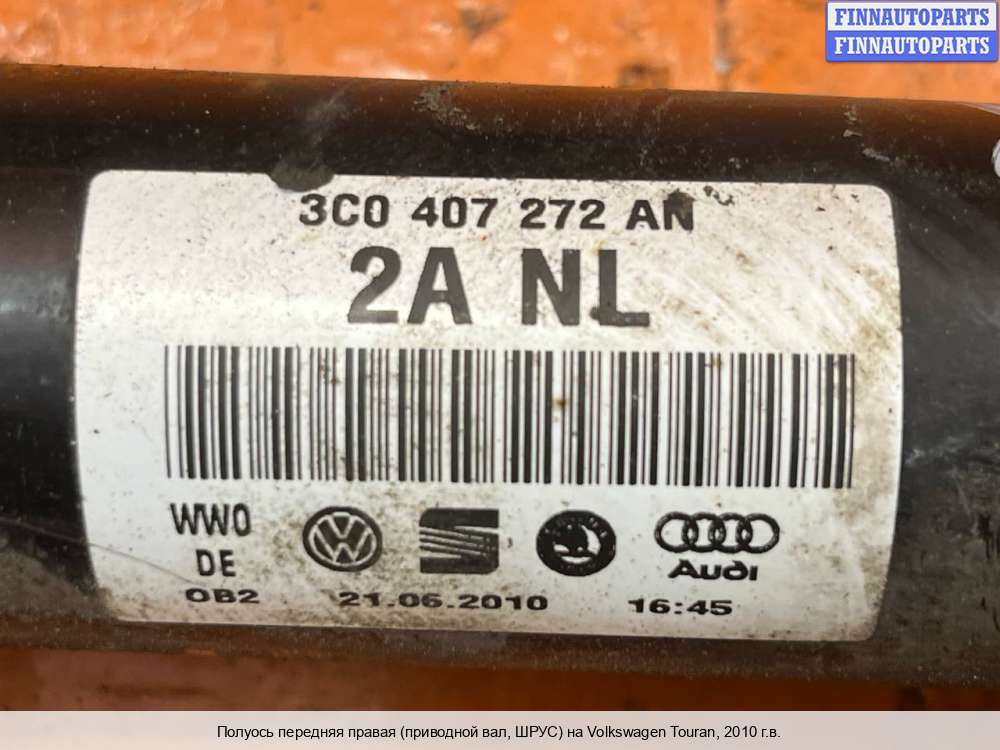 FINNAUTOPARTS
FINNAUTOPARTS
3C0 407 272 AN
2A NL
WW0
DE
OB2
21.06.2010
16:45
Audi
Полуось передняя правая (приводной вал, ШРУС) на Volkswagen Touran, 2010 г.в.